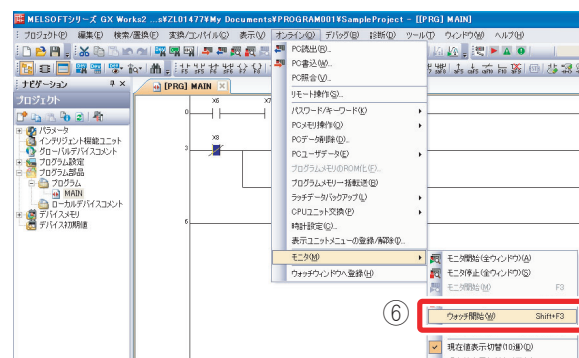 MELSOFTシリーズ GX Works2 ...s¥ZL01477¥My Documents¥PROGRAM001¥SampleProject - [[PRG] MAIN]
プロジェクト(P) 編集(E) 検索/置換(F) 変換/コンパイル(C) 表示(V) オンライン(O) デバッグ(B) 診断(D) ツール(T) ウィンドウ(W) ヘルプ(H)
ナビゲーション
プロジェクト
パラメータ
インテリジェント機能ユニット
グローバルデバイスコメント
プログラム設定
プログラム部品
プログラム
MAIN
ローカルデバイスコメント
デバイスメモリ
デバイス初期値
[PRG] MAIN
X6 X7
0
X8
3
6
PC読出(R)...
PC書込(W)...
PC照合(V)...
リモート操作(S)...
パスワード/キーワード(K)
PCメモリ操作(O)
PCデータ削除(D)...
PCユーザデータ(E)
プログラムメモリのROM化(F)...
プログラムメモリ一括転送(B)
ラッチデータバックアップ(L)
CPUユニット交換(P)
時計設定(C)...
表示ユニットメニューの登録/解除(I)...
モニタ(M)
ウォッチウィンドウへ登録(H)
モニタ開始(全ウィンドウ)(A)
モニタ停止(全ウィンドウ)(S)
モニタ開始(M) F3
⑥
ウォッチ開始(W) Shift+F3
現在値表示切替(10進)(D)